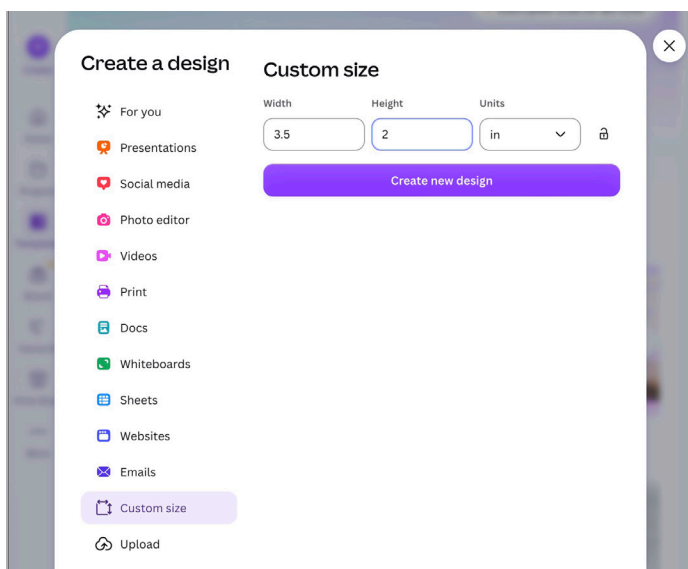 Create a design
For you
Presentations
Social media
Photo editor
Videos
Print
Docs
Whiteboards
Sheets
Websites
Emails
Custom size
Upload
Custom size
Width Height Units
3.5 2 in
Create new design